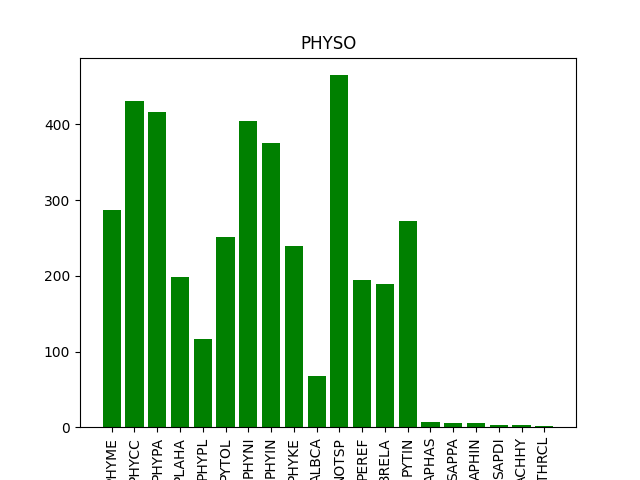 PHYSO
400
300
200
100
0
PHYME
PHYCC
PHYPA
PLAHA
PHYPL
PYTOL
PHYNI
PHYIN
PHYKE
ALBCA
NOTSP
PEREF
BRELA
PYTIN
APHAS
SAPPA
APHIN
SAPDI
ACHHY
THRCL